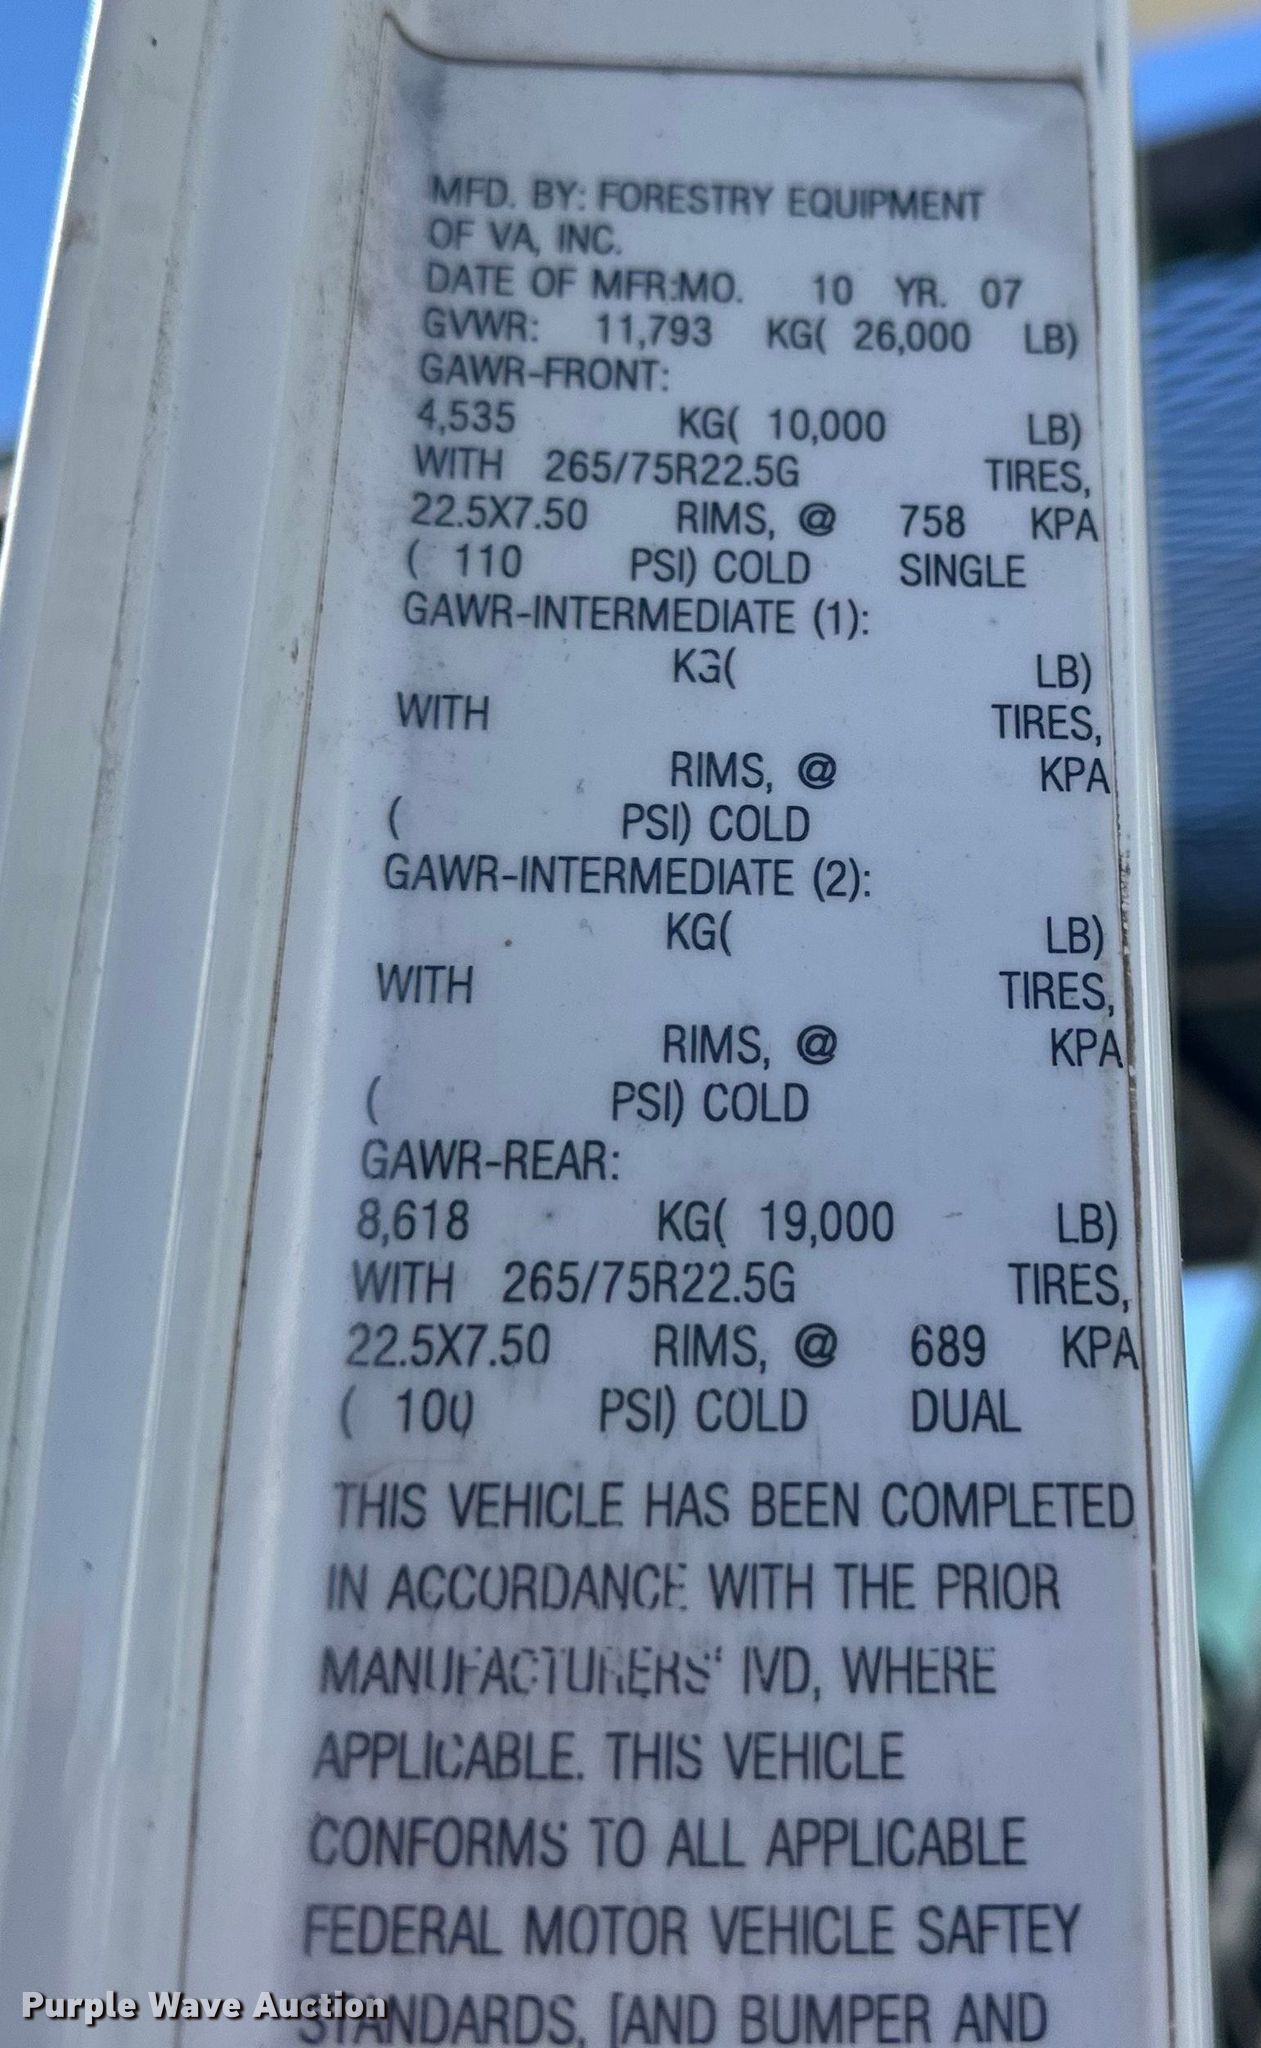 MFD. BY: FORESTRY EQUIPMENT
OF VA, INC.
DATE OF MFR:MO. 10 YR. 07
GVWR: 11,793 KG( 26,000 LB)
GAWR-FRONT:
4,535 KG( 10,000 LB)
WITH 265/75R22.5G TIRES,
22.5X7.50 RIMS, @ 758 KPA
( 110 PSI) COLD SINGLE
GAWR-INTERMEDIATE (1):
KG( LB)
WITH TIRES,
RIMS, @ KPA
( PSI) COLD
GAWR-INTERMEDIATE (2):
KG( LB)
WITH TIRES,
RIMS, @ KPA
( PSI) COLD
GAWR-REAR:
8,618 KG( 19,000 LB)
WITH 265/75R22.5G TIRES,
22.5X7.50 RIMS, @ 689 KPA
( 100 PSI) COLD DUAL
THIS VEHICLE HAS BEEN COMPLETED
IN ACCORDANCE WITH THE PRIOR
MANUFACTURERS' IVD, WHERE
APPLICABLE. THIS VEHICLE
CONFORMS TO ALL APPLICABLE
FEDERAL MOTOR VEHICLE SAFTEY
STANDARDS, [AND BUMPER AND
Purple Wave Auction